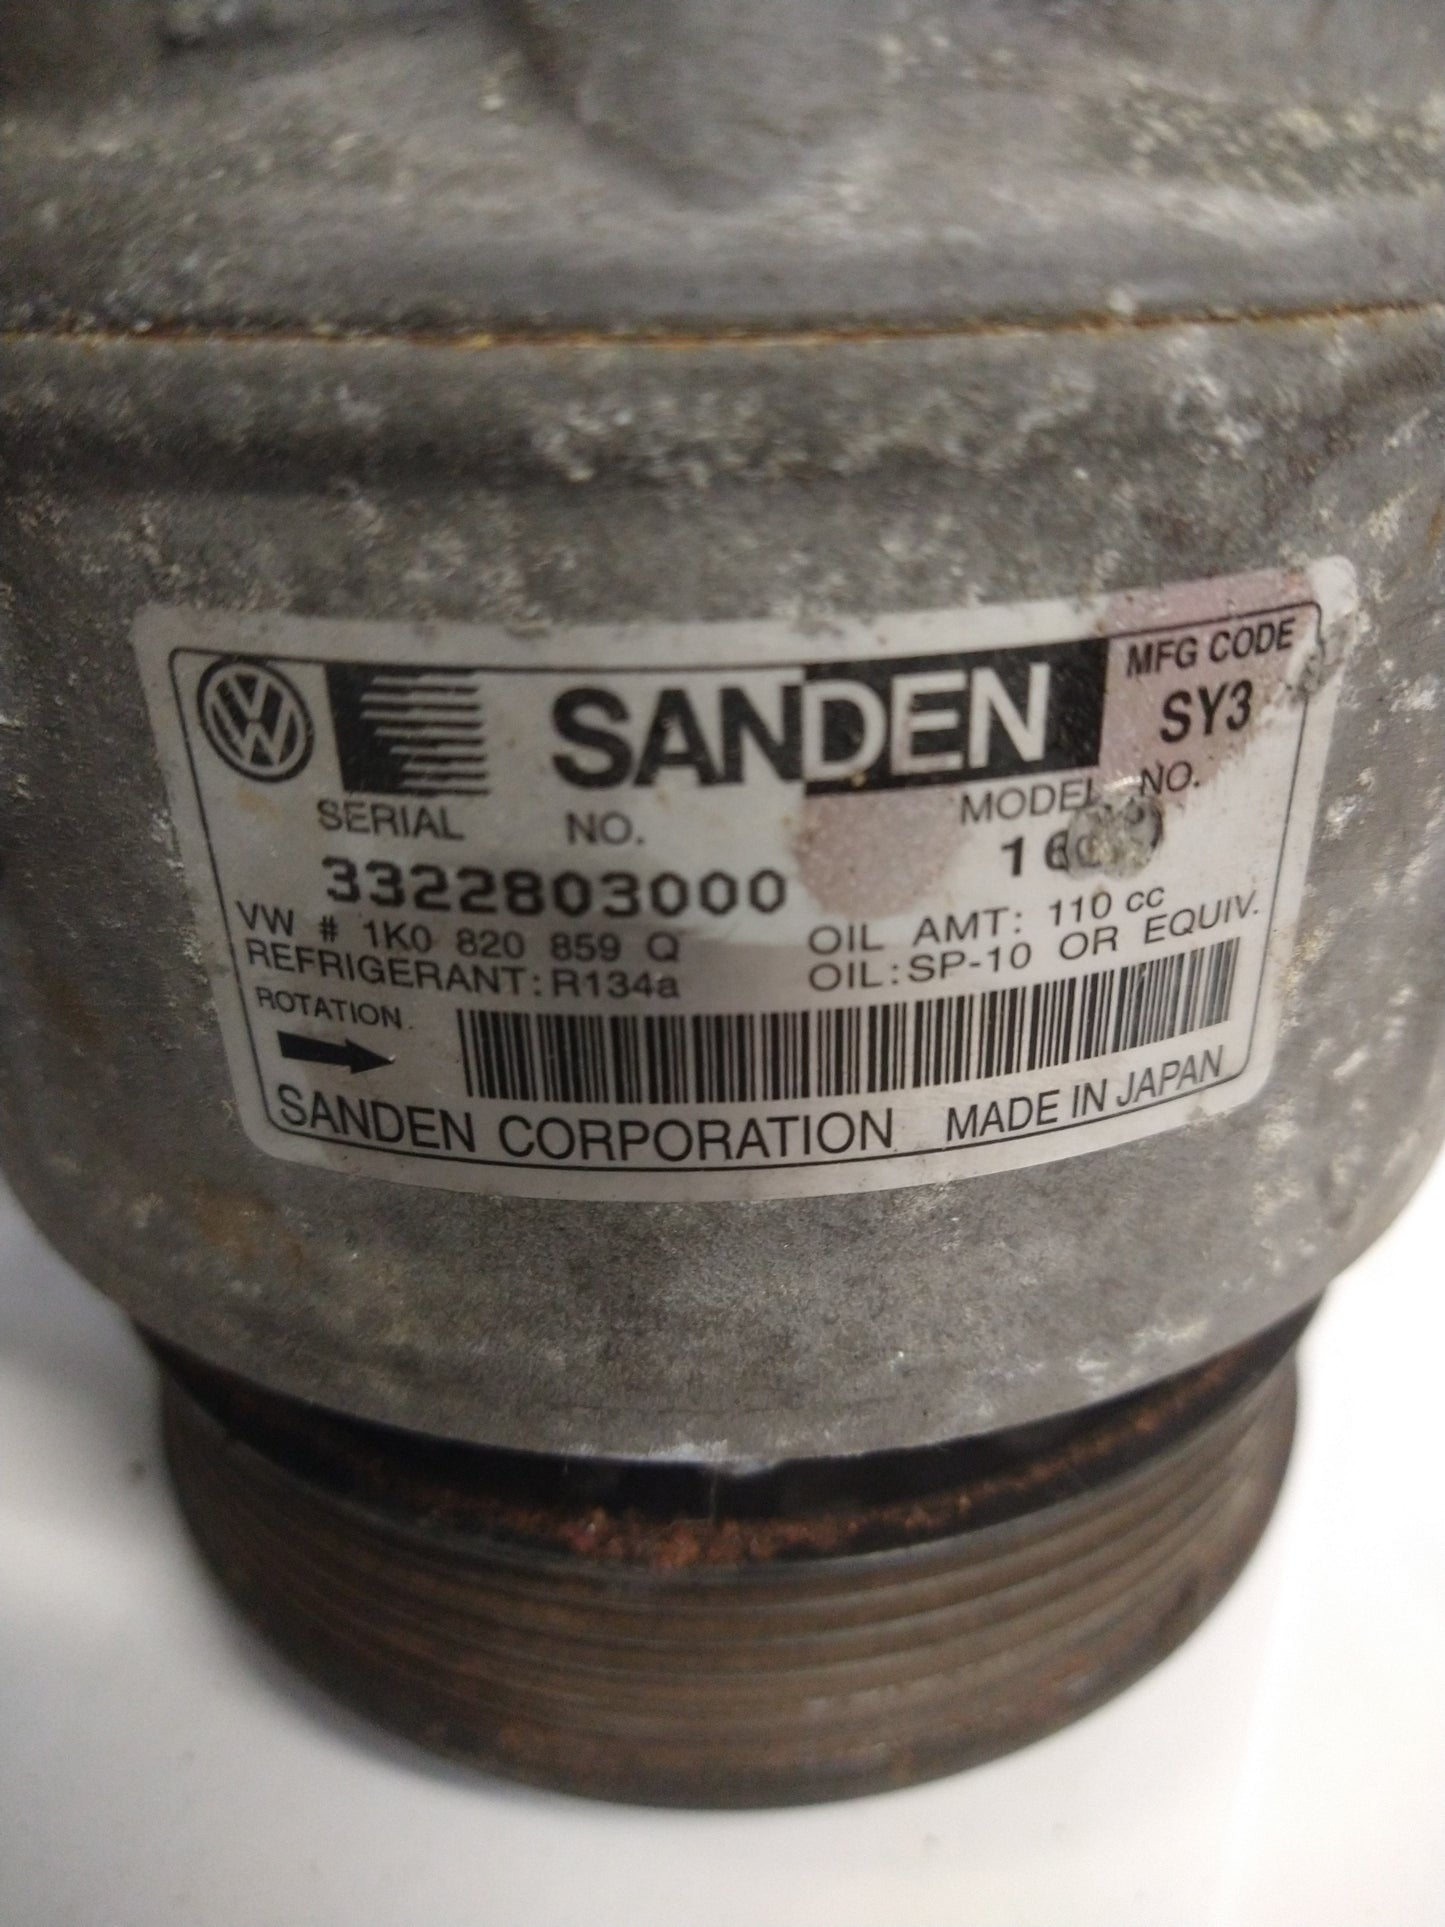 VW SANDEN MFG CODE
SY3
SERIAL NO. MODEL NO.
3322803000
VW # 1K0 820 859 Q OIL AMT: 110 cc
REFRIGERANT: R134a OIL: SP-10 OR EQUIV.
ROTATION
SANDEN CORPORATION MADE IN JAPAN